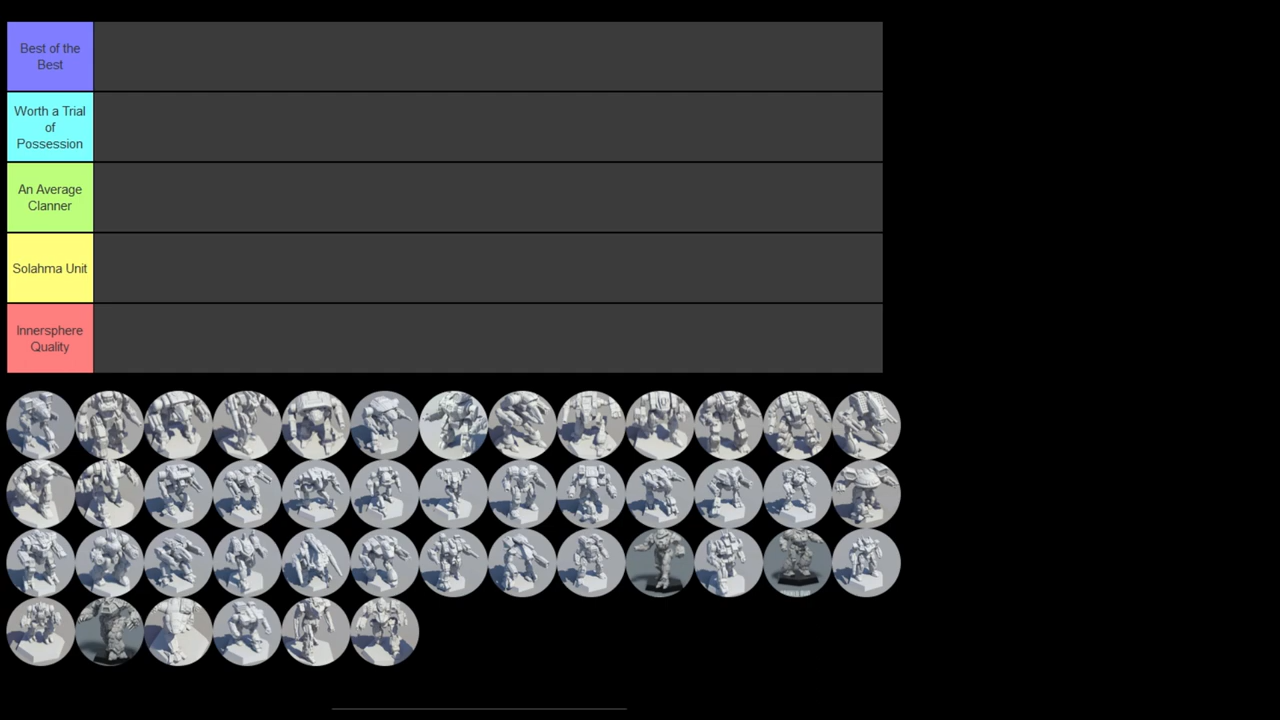 Best of the
Best
Worth a Trial
of
Possession
An Average
Clanner
Solahma Unit
Innersphere
Quality